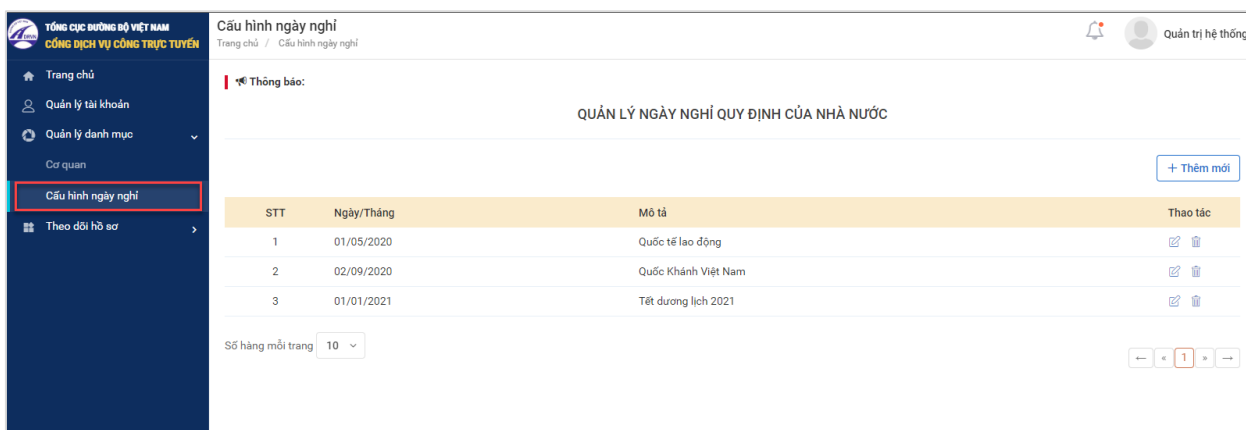 TỔNG CỤC ĐƯỜNG BỘ VIỆT NAM
CỔNG DỊCH VỤ CÔNG TRỰC TUYẾN
Cấu hình ngày nghỉ
Trang chủ / Cấu hình ngày nghỉ
Quản trị hệ thống
Trang chủ
Quản lý tài khoản
Quản lý danh mục
Cơ quan
Cấu hình ngày nghỉ
Theo dõi hồ sơ
Thông báo:
QUẢN LÝ NGÀY NGHỈ QUY ĐỊNH CỦA NHÀ NƯỚC
+ Thêm mới
STT Ngày/Tháng Mô tả Thao tác
1 01/05/2020 Quốc tế lao động
2 02/09/2020 Quốc Khánh Việt Nam
3 01/01/2021 Tết dương lịch 2021
Số hàng mỗi trang 10
← « 1 » →